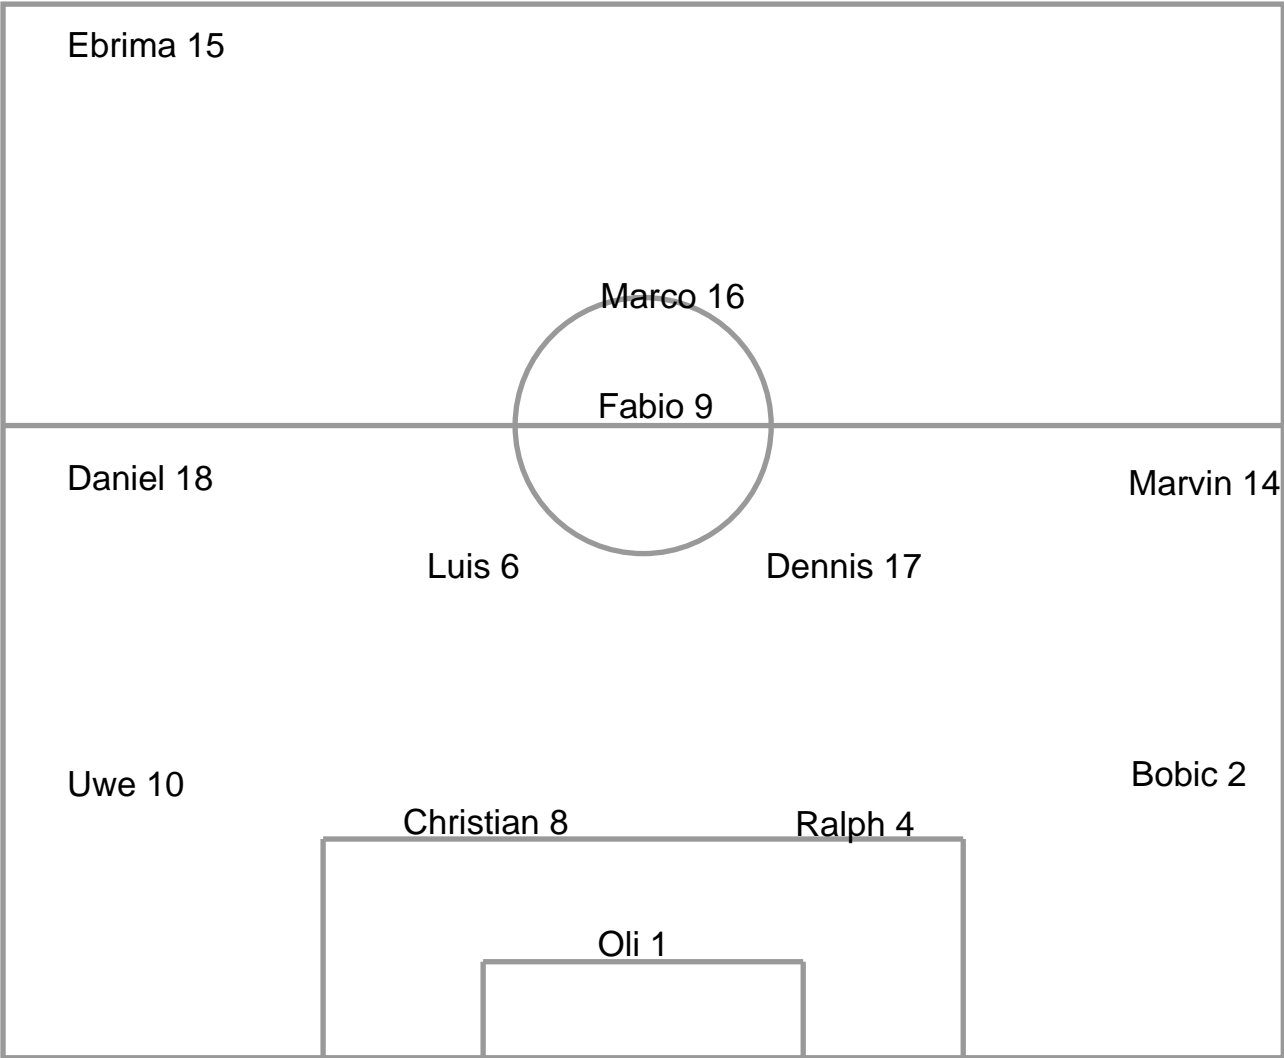 Ebrima 15
Marco 16
Fabio 9
Daniel 18
Marvin 14
Luis 6
Dennis 17
Uwe 10
Bobic 2
Christian 8
Ralph 4
Oli 1